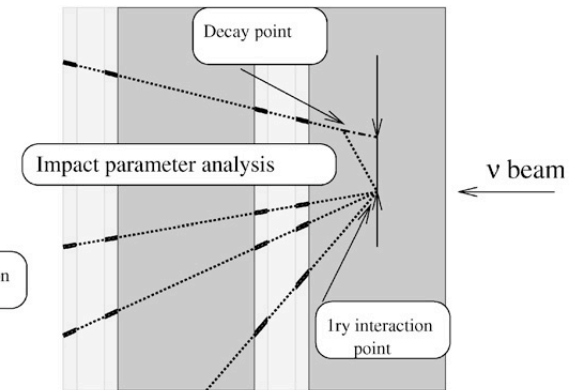 Decay point
Impact parameter analysis
ν beam
n
1ry interaction
point